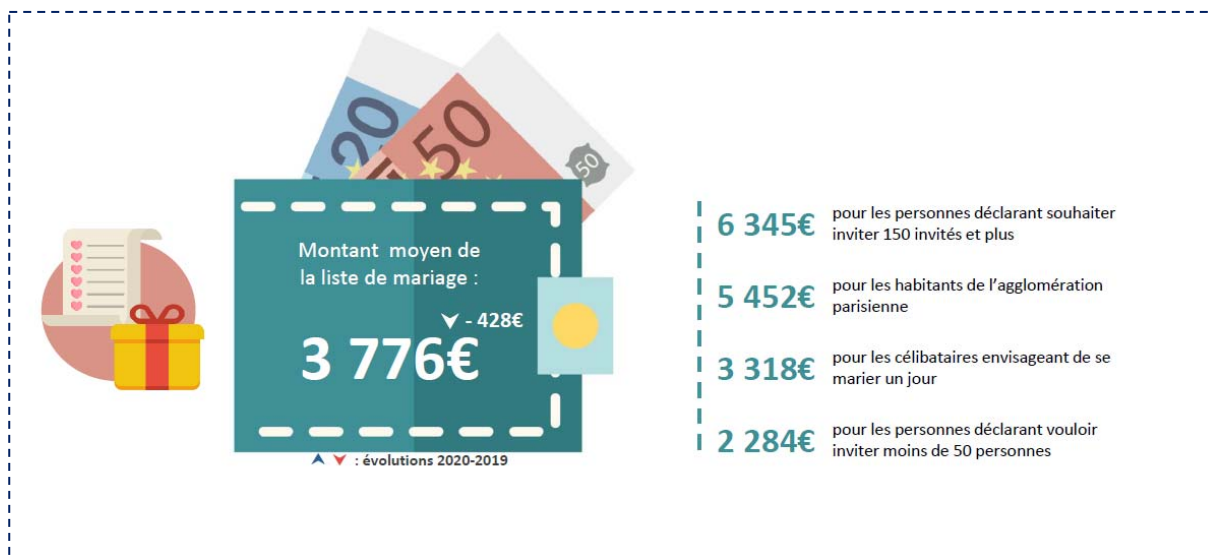 20
50
50
Montant moyen de
la liste de mariage :
- 428€
3 776€
: évolutions 2020-2019
6 345€
pour les personnes déclarant souhaiter
inviter 150 invités et plus
5 452€
pour les habitants de l’agglomération
parisienne
3 318€
pour les célibataires envisageant de se
marier un jour
2 284€
pour les personnes déclarant vouloir
inviter moins de 50 personnes